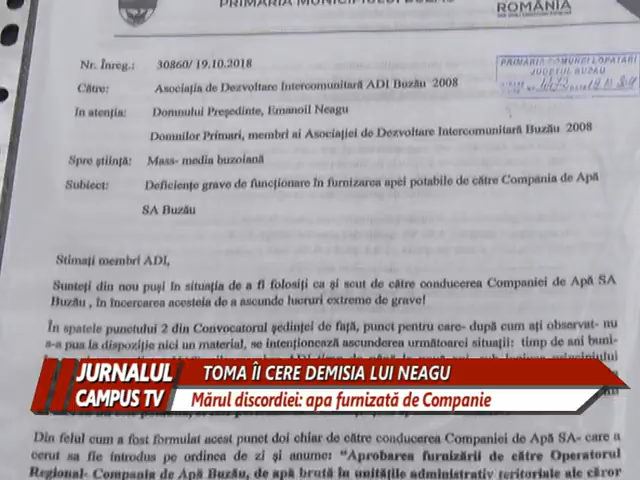 PRIMĂRIA MUNICIPIULUI BUZĂU
ROMÂNIA
Nr. Înreg.: 30860/ 19.10.2018
PRIMĂRIA COMUNEI LOPĂTARI
JUDEȚUL BUZĂU
Către: Asociația de Dezvoltare Intercomunitară ADI Buzău 2008
În atenția: Domnului Președinte, Emanoil Neagu
Domnilor Primari, membri ai Asociației de Dezvoltare Intercomunitară Buzău 2008
Spre știință: Mass- media buzoiană
Subiect: Deficiențe grave de funcționare în furnizarea apei potabile de către Compania de Apă
SA Buzău
Stimați membri ADI,
Sunteți din nou puși în situația de a fi folosiți ca și scut de către conducerea Companiei de Apă SA
Buzău , în încercarea acesteia de a ascunde lucruri extreme de grave!
În spatele punctului 2 din Convocatorul ședinței de față, punct pentru care- după cum ați observat- nu
s-a pus la dispoziție nici un material, se intenționează ascunderea următoarei situații: timp de ani buni-
JURNALUL
CAMPUS TV
TOMA ÎI CERE DEMISIA LUI NEAGU
Mărul discordiei: apa furnizată de Companie
Din felul cum a fost formulat acest punct doi chiar de către conducerea Companiei de Apă SA- care a
cerut sa fie introdus pe ordinea de zi și anume: "Aprobarea furnizării de către Operatorul
Regional- Compania de Apă Buzău, de apă brută în unitățile administrativ teritoriale ale căror